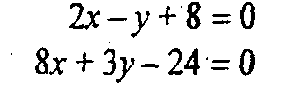 2x − y + 8 = 0
8x + 3y − 24 = 0